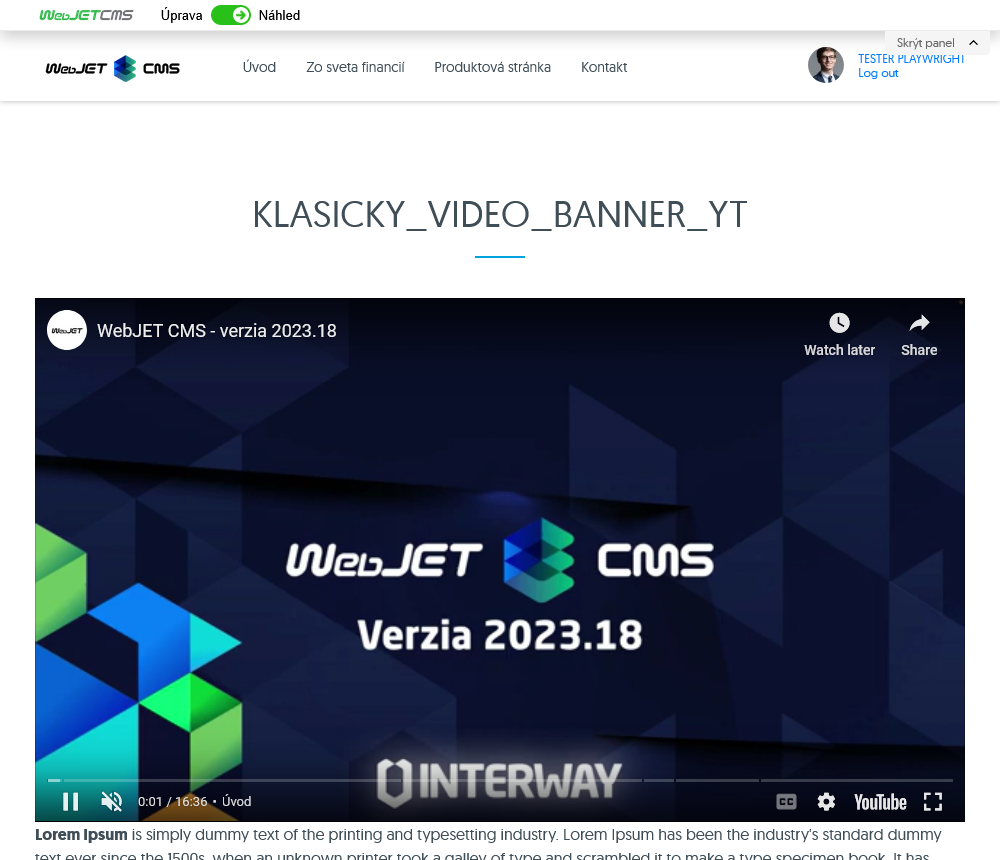 WebJETCMS Úprava Náhled
Skrýt panel
WebJET CMS Úvod Zo sveta financií Produktová stránka Kontakt
TESTER PLAYWRIGHT
Log out
KLASICKY_VIDEO_BANNER_YT
WebJET WebJET CMS - verzia 2023.18
Watch later Share
WebJET CMS
Verzia 2023.18
INTERWAY
0:01 / 16:36 • Úvod CC YouTube
Lorem Ipsum is simply dummy text of the printing and typesetting industry. Lorem Ipsum has been the industry's standard dummy
text ever since the 1500s, when an unknown printer took a galley of type and scrambled it to make a type specimen book. It has